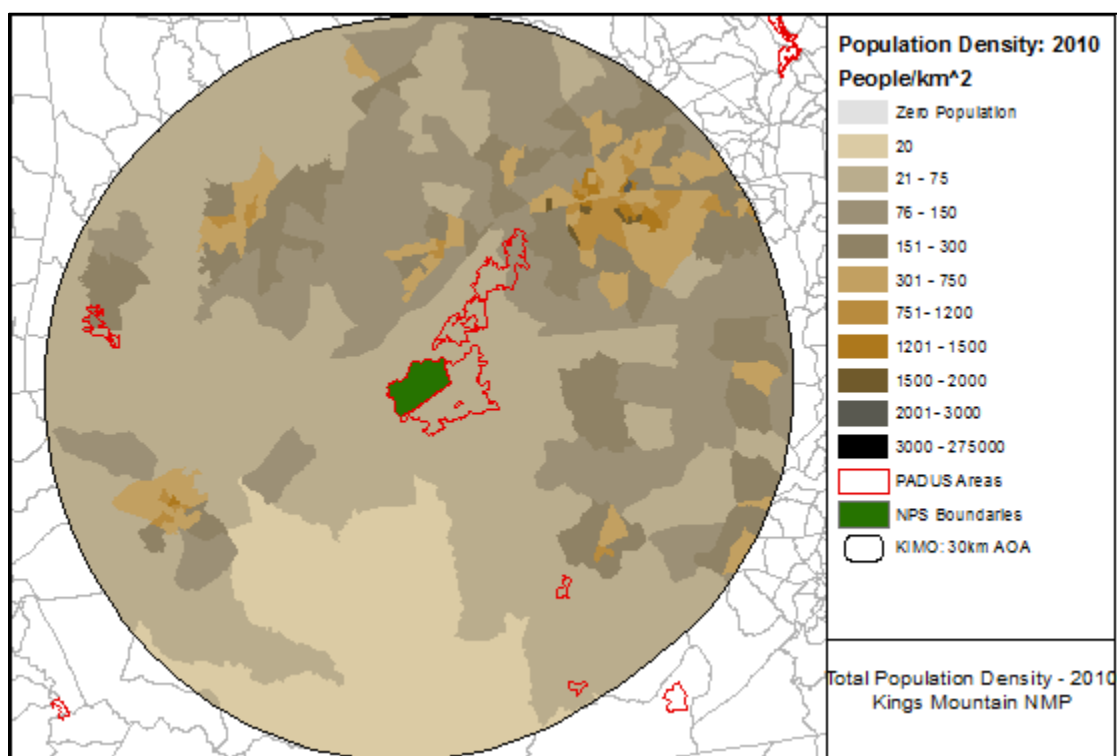 Population Density: 2010
People/km^2
Zero Population
20
21 - 75
76 - 150
151 - 300
301 - 750
751- 1200
1201 - 1500
1500 - 2000
2001- 3000
3000 - 275000
PADUS Areas
NPS Boundaries
KIMO: 30km AOA
Total Population Density - 2010
Kings Mountain NMP